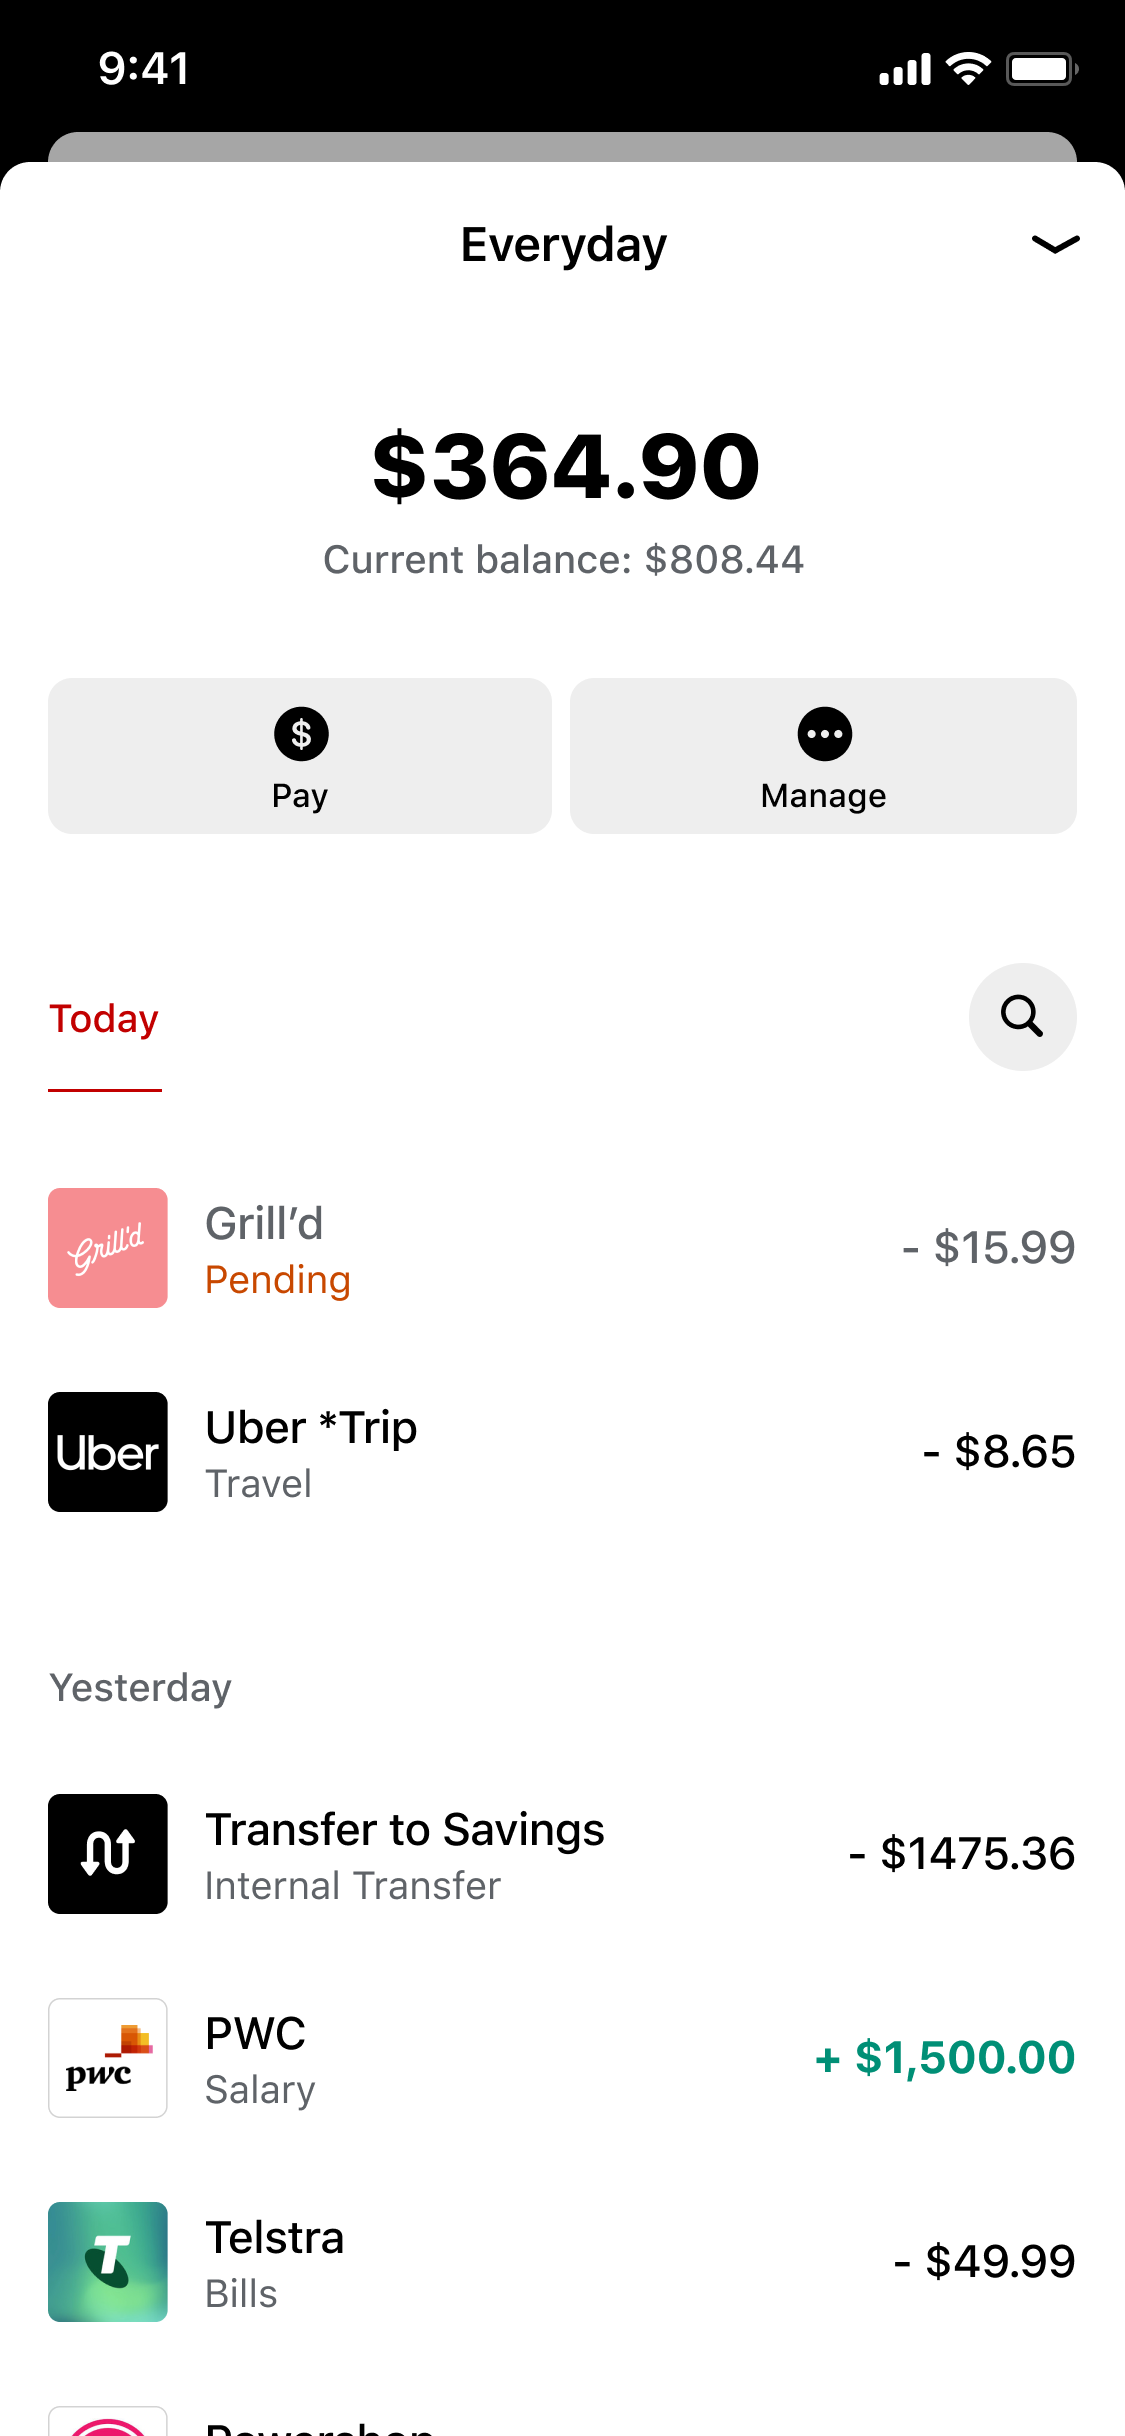 9:41
Everyday
$364.90
Current balance: $808.44
$
Pay
Manage
Today
Grill'd
Grill’d
Pending
- $15.99
Uber
Uber *Trip
Travel
- $8.65
Yesterday
Transfer to Savings
Internal Transfer
- $1475.36
pwc
PWC
Salary
+ $1,500.00
T
Telstra
Bills
- $49.99
Powershop